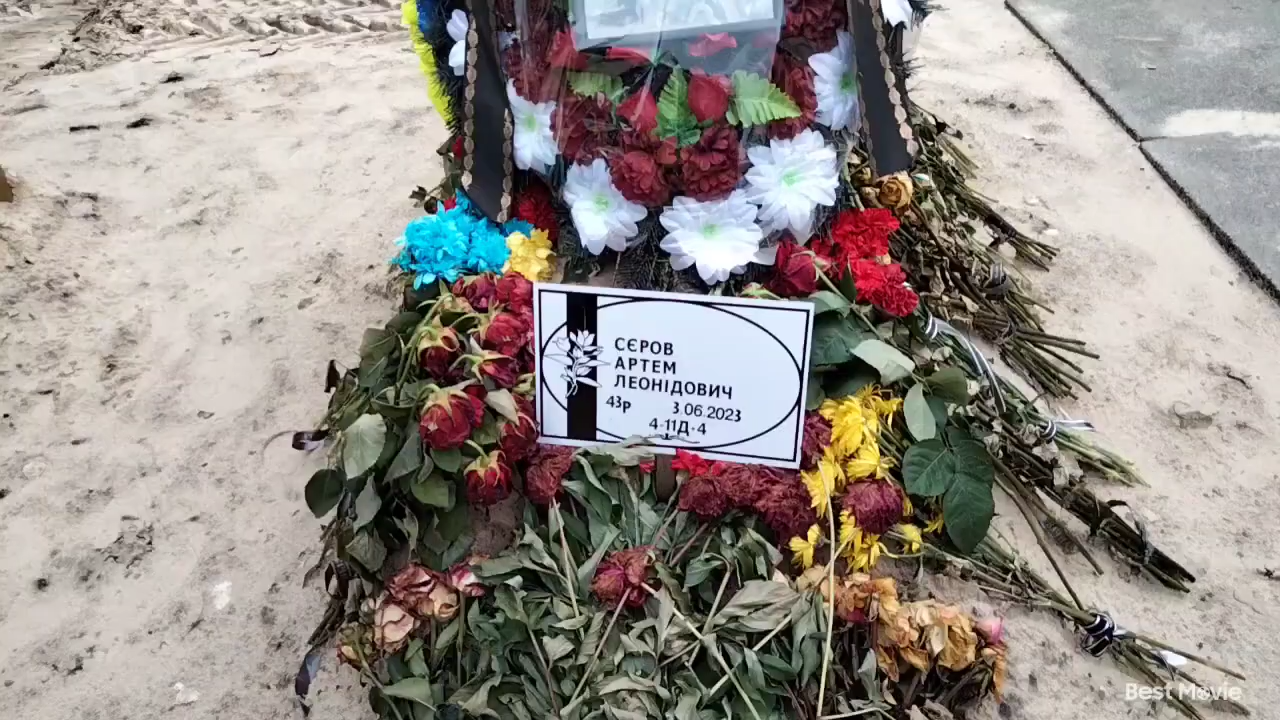 СЄРОВ
АРТЕМ
ЛЕОНІДОВИЧ
43р 3.06.2023
4-11Д-4
Best Movie